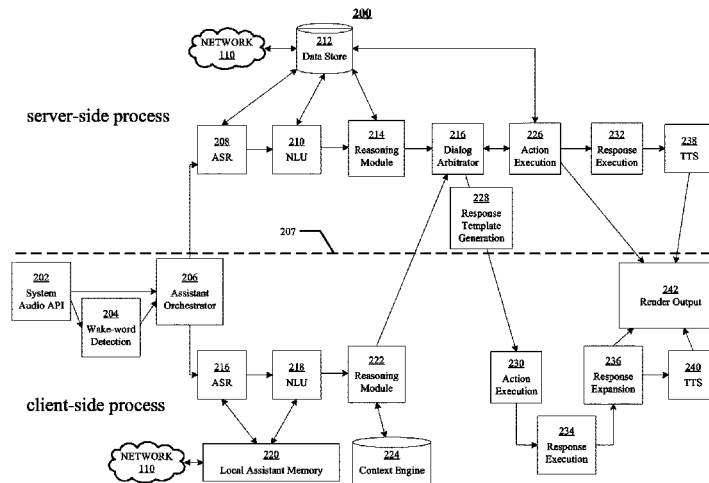 200
NETWORK
110
212
Data Store
server-side process
208
ASR
210
NLU
214
Reasoning
Module
216
Dialog
Arbitrator
226
Action
Execution
232
Response
Execution
238
TTS
228
Response
Template
Generation
207
202
System
Audio API
204
Wake-word
Detection
206
Assistant
Orchestrator
242
Render Output
216
ASR
218
NLU
222
Reasoning
Module
230
Action
Execution
236
Response
Expansion
240
TTS
client-side process
234
Response
Execution
NETWORK
110
220
Local Assistant Memory
224
Context Engine